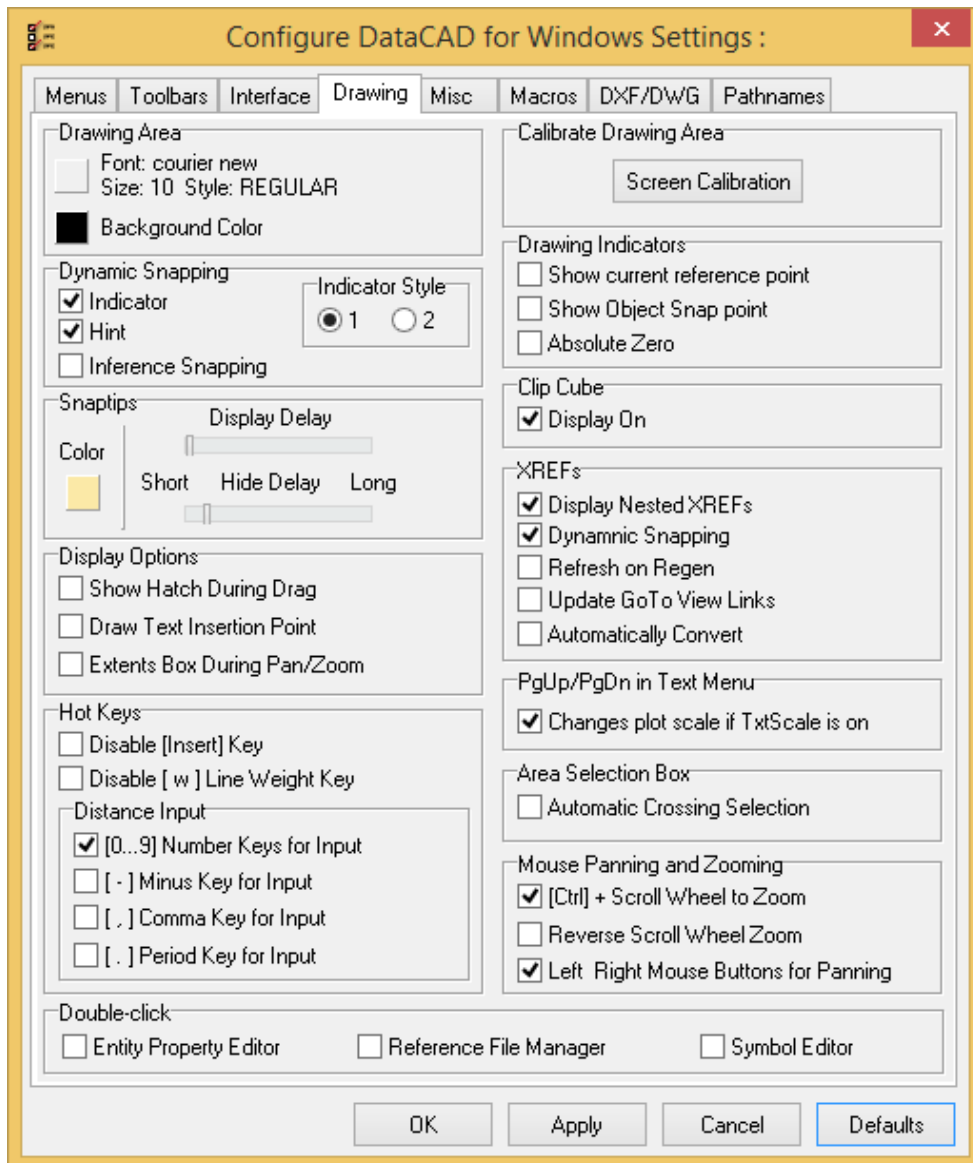 Configure DataCAD for Windows Settings :
Menus Toolbars Interface Drawing Misc Macros DXF/DWG Pathnames
Drawing Area
Font: courier new
Size: 10 Style: REGULAR
Background Color
Dynamic Snapping
Indicator
Hint
Inference Snapping
Indicator Style
1 2
Snaptips
Color
Display Delay
Short Hide Delay Long
Display Options
Show Hatch During Drag
Draw Text Insertion Point
Extents Box During Pan/Zoom
Hot Keys
Disable [Insert] Key
Disable [ w ] Line Weight Key
Distance Input
[0...9] Number Keys for Input
[ - ] Minus Key for Input
[ , ] Comma Key for Input
[ . ] Period Key for Input
Calibrate Drawing Area
Screen Calibration
Drawing Indicators
Show current reference point
Show Object Snap point
Absolute Zero
Clip Cube
Display On
XREFs
Display Nested XREFs
Dynamnic Snapping
Refresh on Regen
Update GoTo View Links
Automatically Convert
PgUp/PgDn in Text Menu
Changes plot scale if TxtScale is on
Area Selection Box
Automatic Crossing Selection
Mouse Panning and Zooming
[Ctrl] + Scroll Wheel to Zoom
Reverse Scroll Wheel Zoom
Left Right Mouse Buttons for Panning
Double-click
Entity Property Editor Reference File Manager Symbol Editor
OK Apply Cancel Defaults